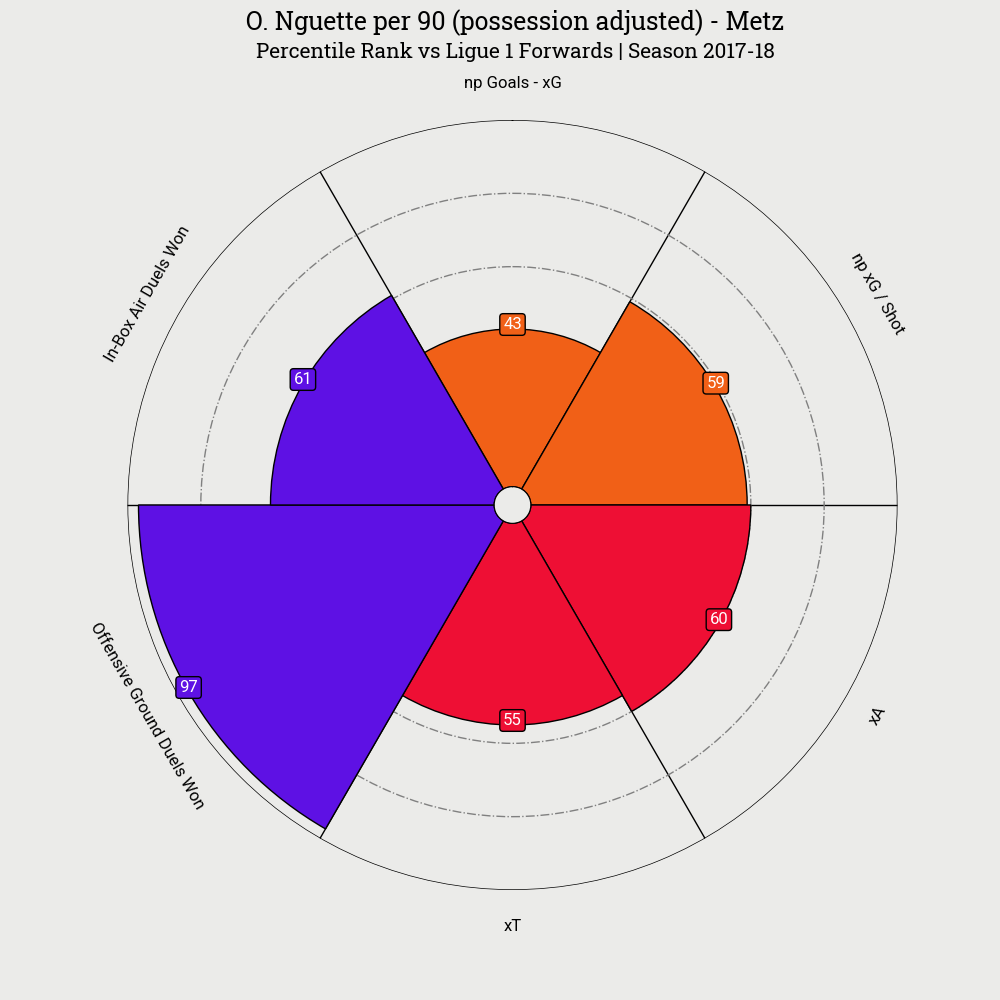 O. Nguette per 90 (possession adjusted) - Metz
Percentile Rank vs Ligue 1 Forwards | Season 2017-18
np Goals - xG
In-Box Air Duels Won
np xG / Shot
43
61
59
60
97
55
Offensive Ground Duels Won
xA
xT